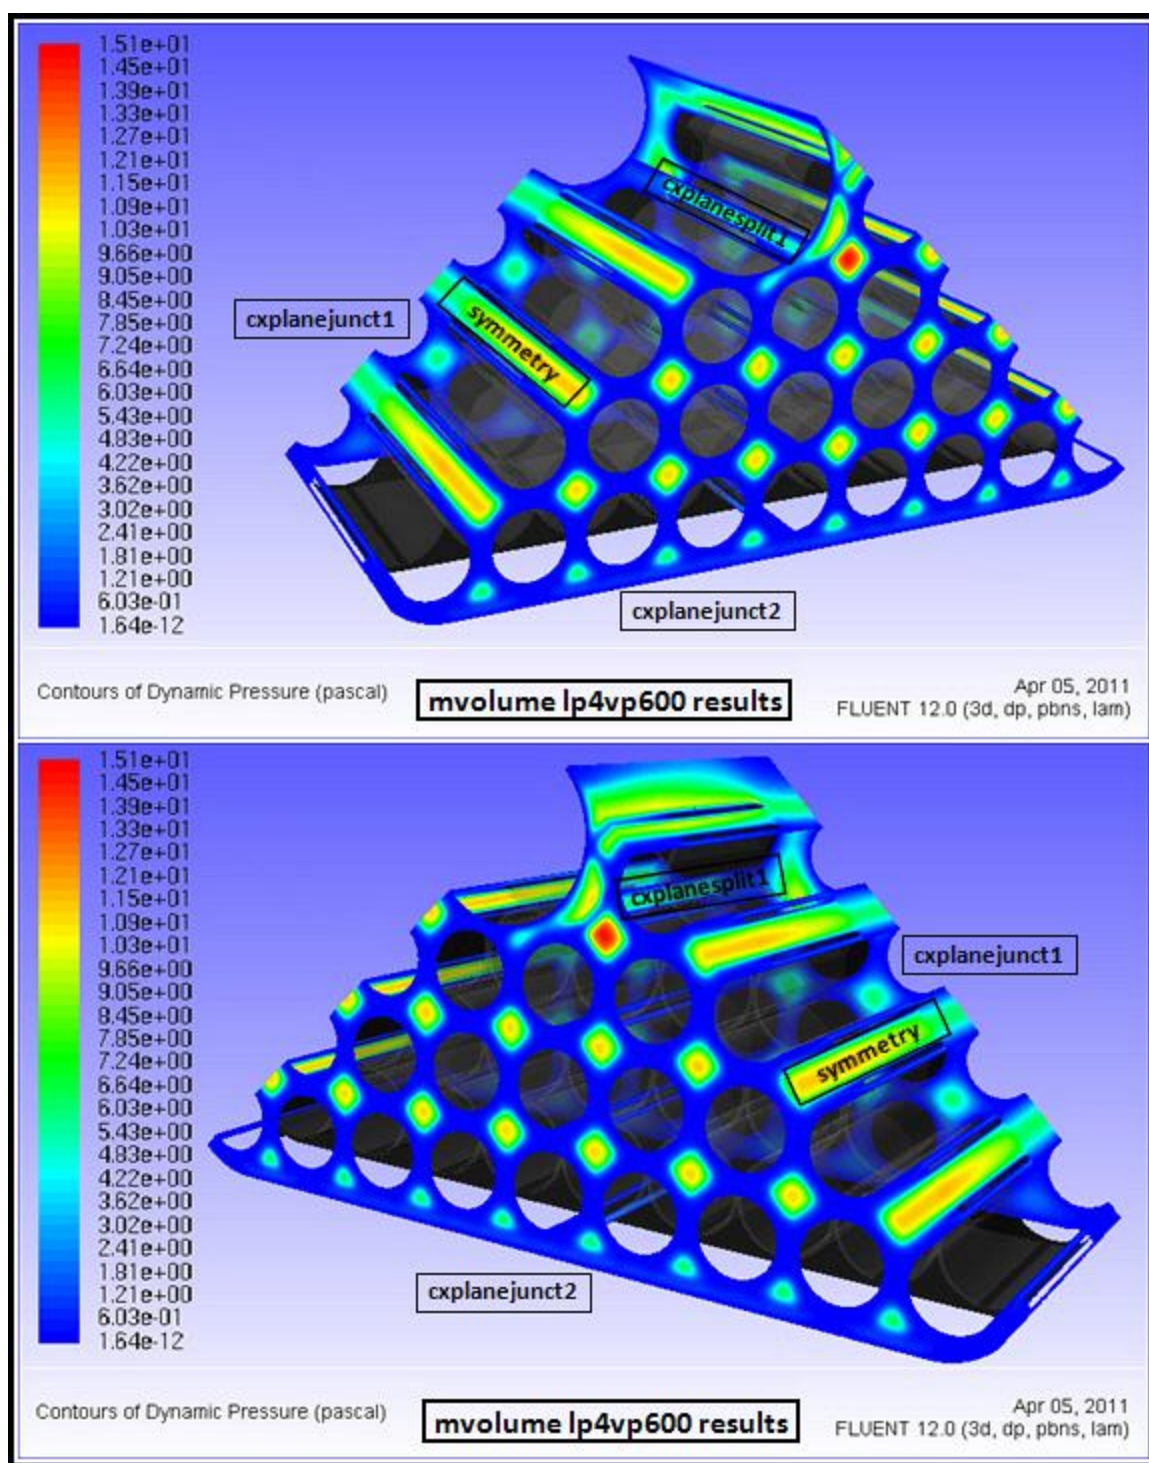 1.51e+01
1.45e+01
1.39e+01
1.33e+01
1.27e+01
1.21e+01
1.15e+01
1.09e+01
1.03e+01
9.66e+00
9.05e+00
8.45e+00
7.85e+00
7.24e+00
6.64e+00
6.03e+00
5.43e+00
4.83e+00
4.22e+00
3.62e+00
3.02e+00
2.41e+00
1.81e+00
1.21e+00
6.03e-01
1.64e-12
cxplanesplit1
cxplanejunct1
symmetry
cxplanejunct2
Contours of Dynamic Pressure (pascal)
mvolume lp4vp600 results
Apr 05, 2011
FLUENT 12.0 (3d, dp, pbns, lam)
1.51e+01
1.45e+01
1.39e+01
1.33e+01
1.27e+01
1.21e+01
1.15e+01
1.09e+01
1.03e+01
9.66e+00
9.05e+00
8.45e+00
7.85e+00
7.24e+00
6.64e+00
6.03e+00
5.43e+00
4.83e+00
4.22e+00
3.62e+00
3.02e+00
2.41e+00
1.81e+00
1.21e+00
6.03e-01
1.64e-12
cxplanesplit1
cxplanejunct1
symmetry
cxplanejunct2
Contours of Dynamic Pressure (pascal)
mvolume lp4vp600 results
Apr 05, 2011
FLUENT 12.0 (3d, dp, pbns, lam)